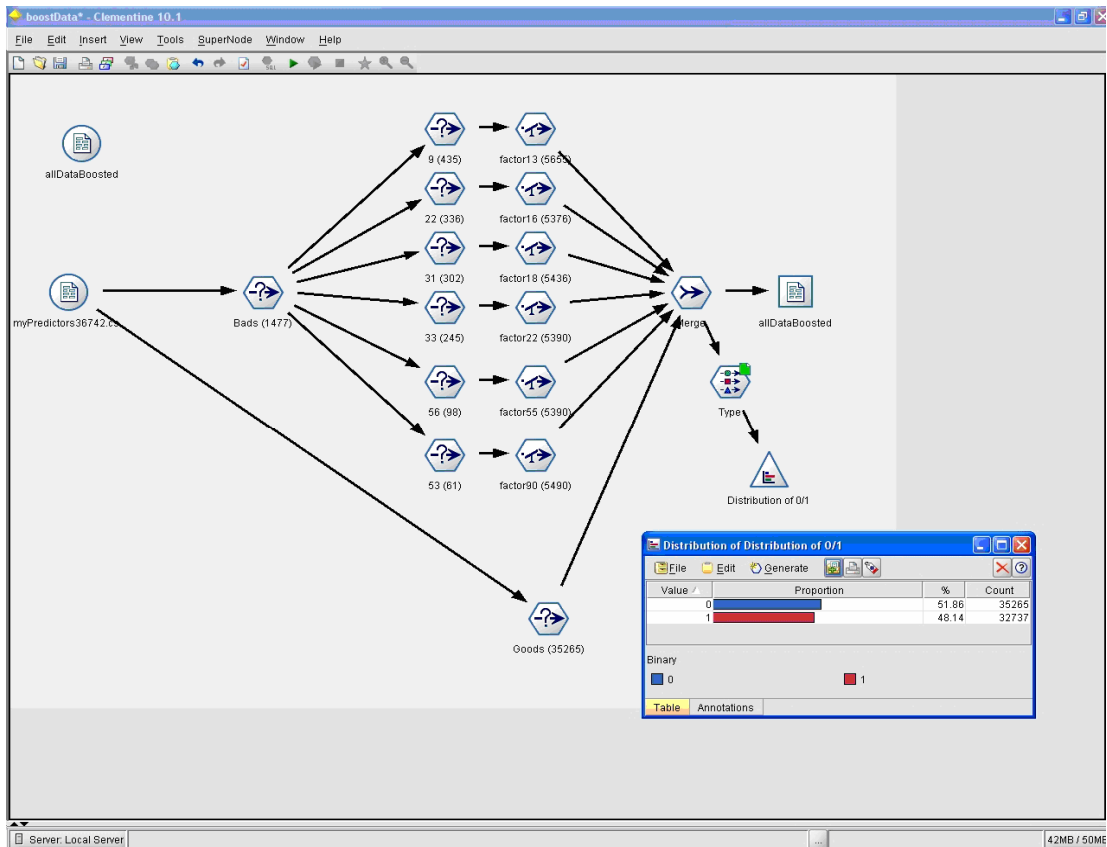 boostData* - Clementine 10.1
File Edit Insert View Tools SuperNode Window Help
allDataBoosted
9 (435)
factor13 (5655)
22 (336)
factor16 (5376)
31 (302)
factor18 (5436)
myPredictors36742.cs
Bads (1477)
33 (245)
factor22 (5390)
Merge
allDataBoosted
56 (98)
factor55 (5390)
Type
53 (61)
factor90 (5490)
Distribution of 0/1
Goods (35265)
Distribution of Distribution of 0/1
File Edit Generate
Value Proportion % Count
0 51.86 35265
1 48.14 32737
Binary
0 1
Table Annotations
Server: Local Server ... 42MB / 50MB